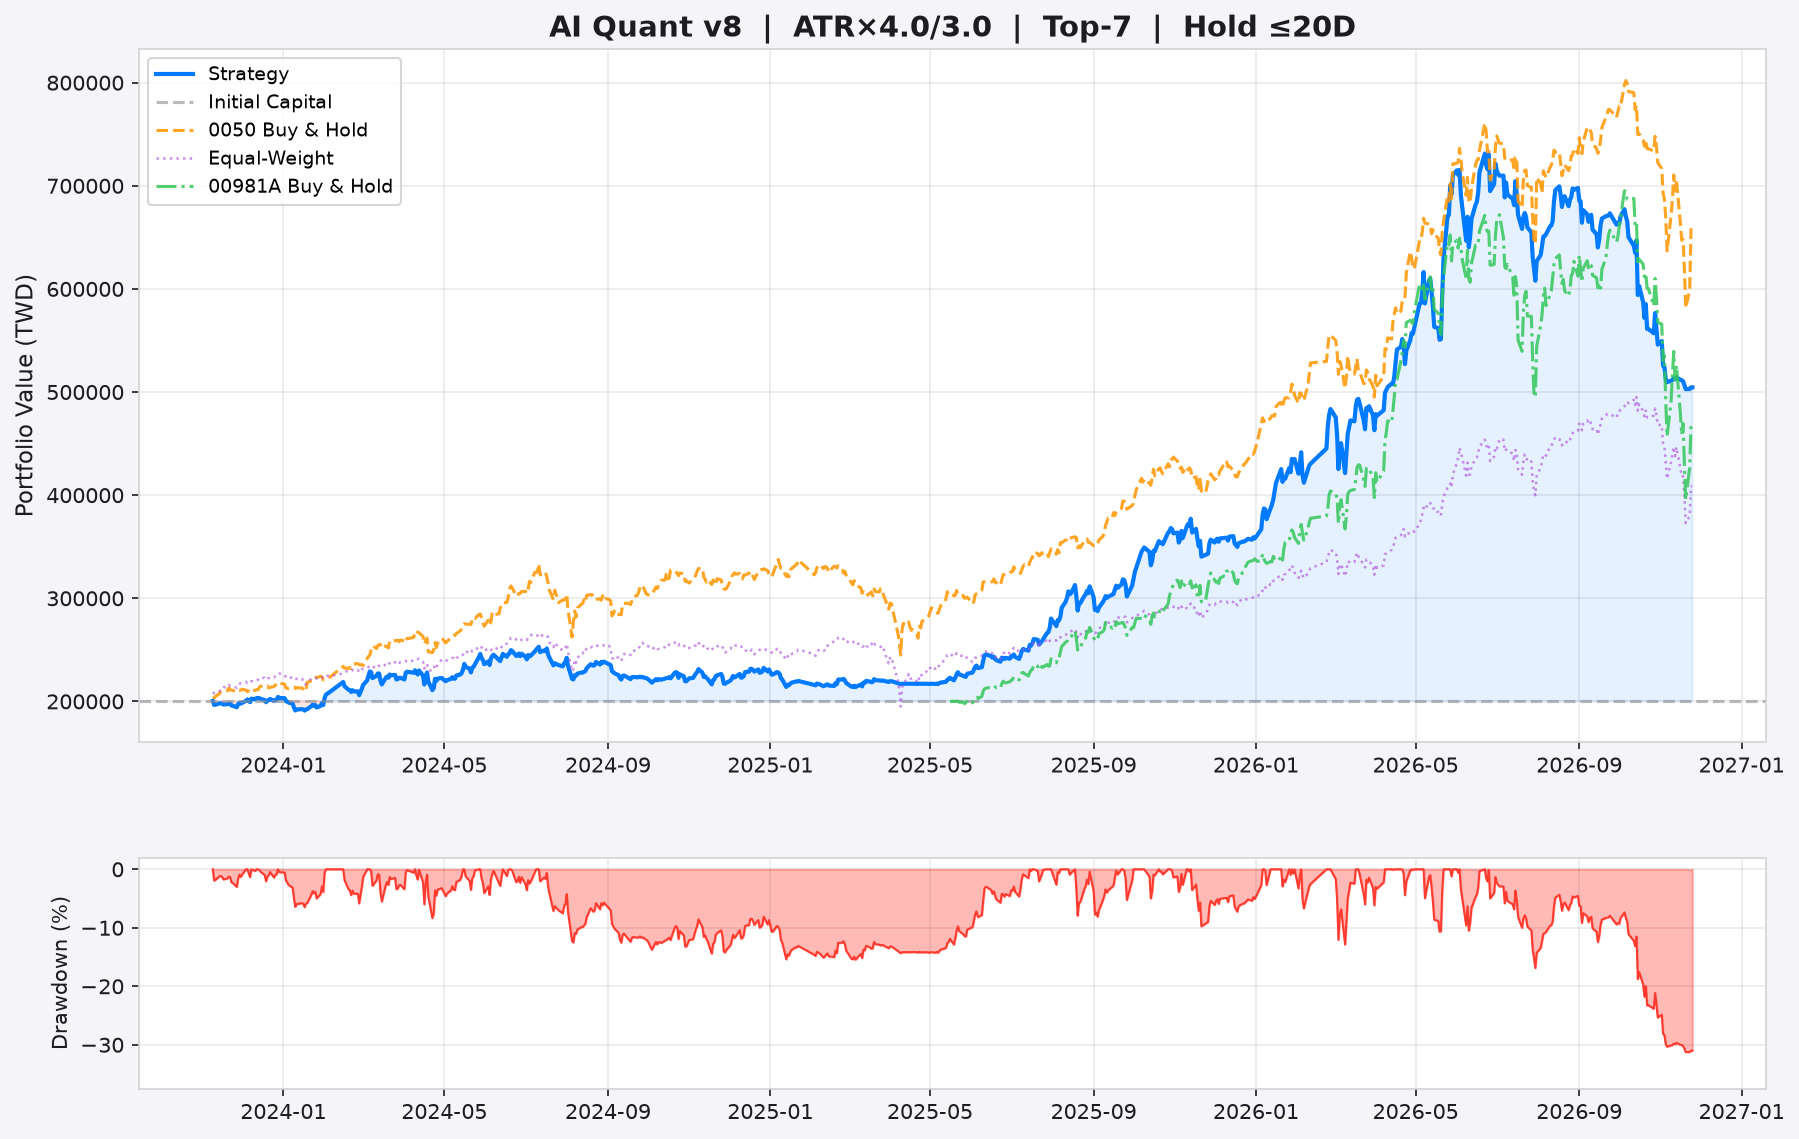 AI Quant v8 | ATR×4.0/3.0 | Top-7 | Hold ≤20D
Strategy
Initial Capital
0050 Buy & Hold
Equal-Weight
00981A Buy & Hold
Portfolio Value (TWD)
800000
700000
600000
500000
400000
300000
200000
2024-01 2024-05 2024-09 2025-01 2025-05 2025-09 2026-01 2026-05 2026-09 2027-01
Drawdown (%)
0
−10
−20
−30
2024-01 2024-05 2024-09 2025-01 2025-05 2025-09 2026-01 2026-05 2026-09 2027-01